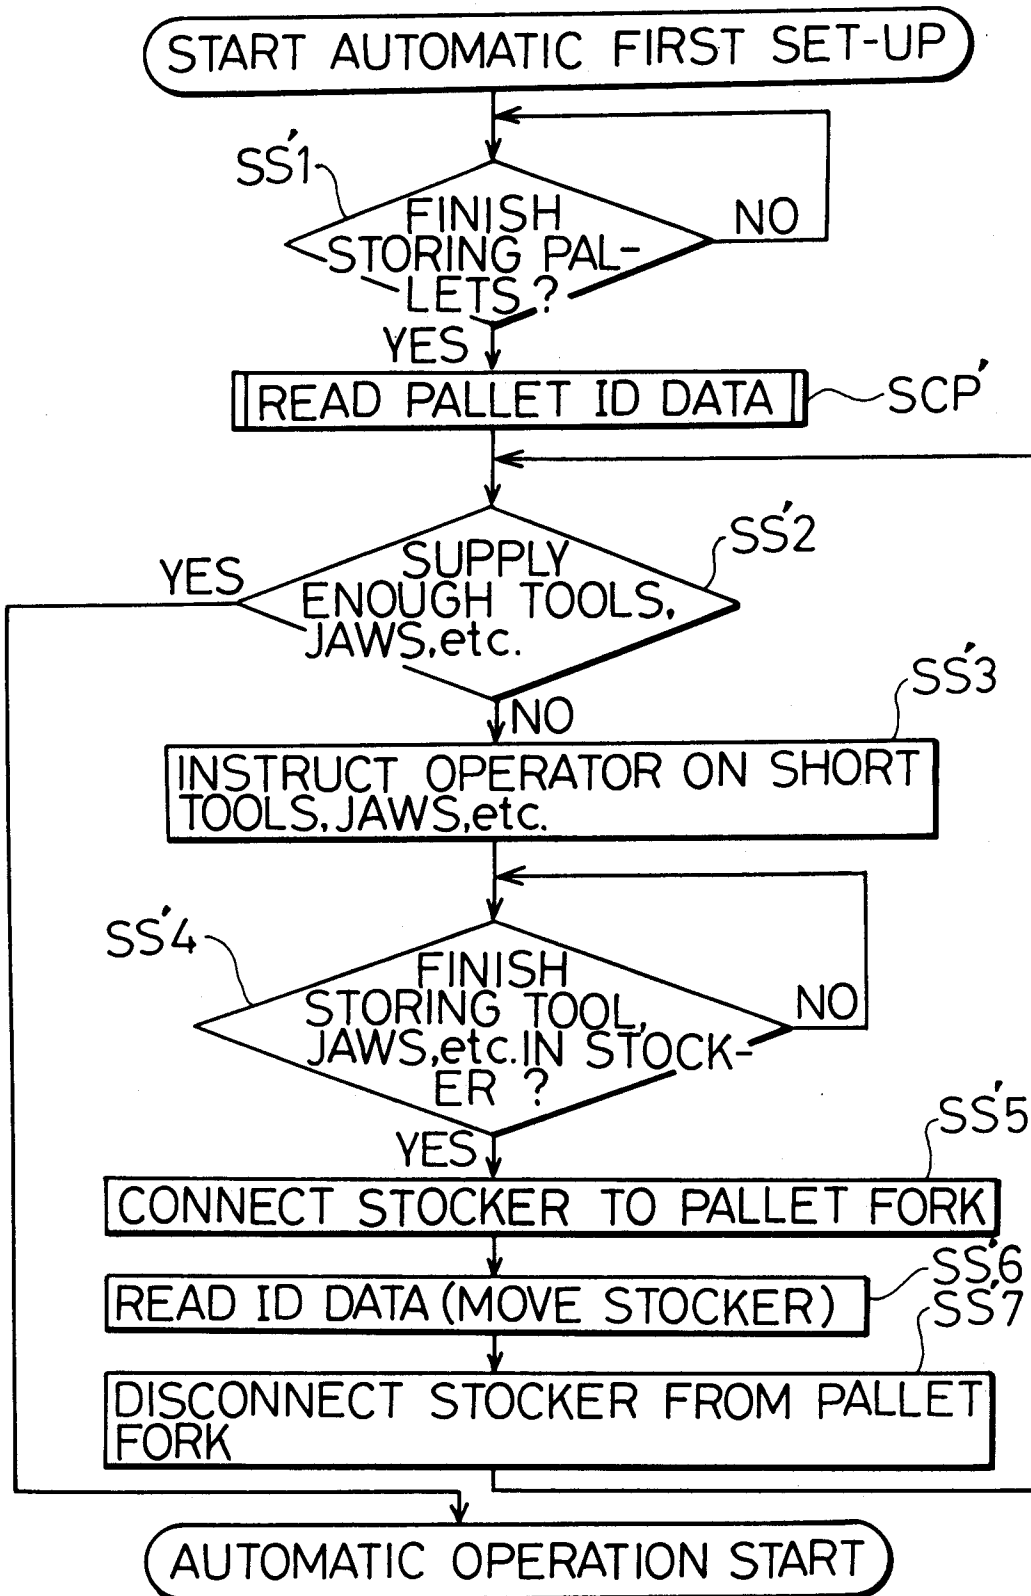 START AUTOMATIC FIRST SET-UP
SS'1
FINISH
STORING PAL-
LETS ?
NO
YES
READ PALLET ID DATA
SCP'
SS'2
YES
SUPPLY
ENOUGH TOOLS,
JAWS,etc.
NO
SS'3
INSTRUCT OPERATOR ON SHORT
TOOLS, JAWS,etc.
SS'4
FINISH
STORING TOOL,
JAWS,etc. IN STOCK-
ER ?
NO
YES
SS'5
CONNECT STOCKER TO PALLET FORK
SS'6
READ ID DATA (MOVE STOCKER)
SS'7
DISCONNECT STOCKER FROM PALLET
FORK
AUTOMATIC OPERATION START